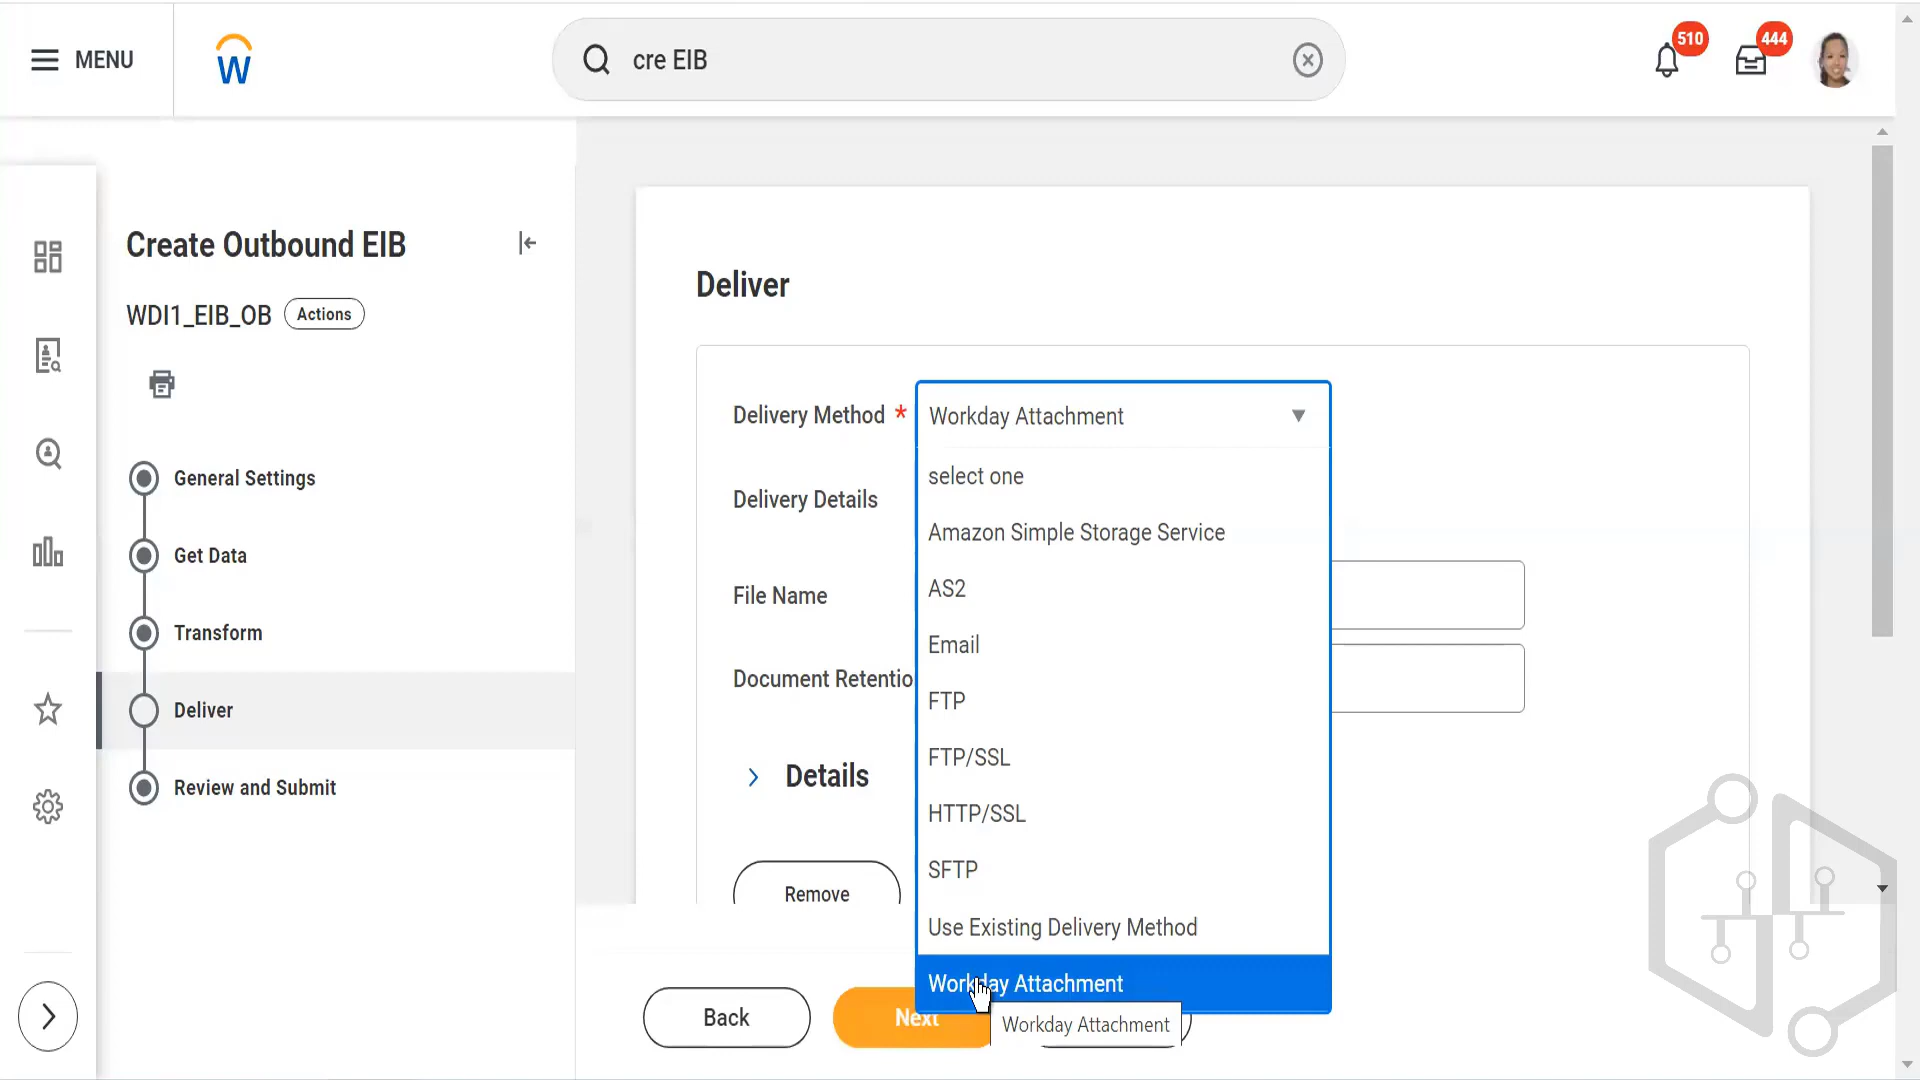 MENU
W
cre EIB
510
444
Create Outbound EIB
WDI1_EIB_OB
Actions
General Settings
Get Data
Transform
Deliver
Review and Submit
Deliver
Delivery Method *
Workday Attachment
Delivery Details
File Name
Document Retentio
select one
Amazon Simple Storage Service
AS2
Email
FTP
FTP/SSL
HTTP/SSL
SFTP
Use Existing Delivery Method
Workday Attachment
Details
Remove
Back
Next
Workday Attachment